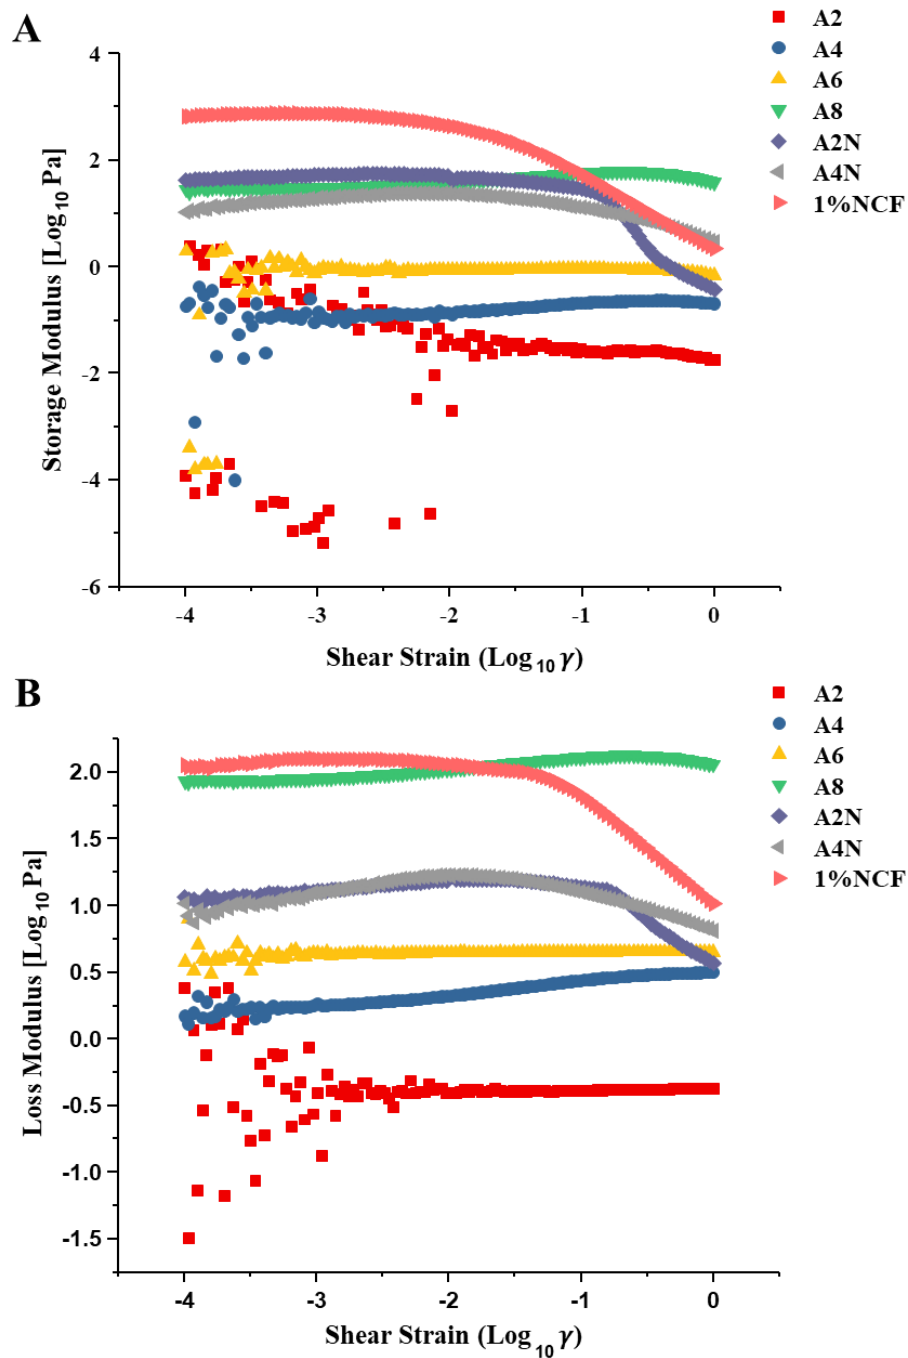 A
A2
A4
A6
A8
A2N
A4N
1%NCF
4
2
0
-2
-4
-6
Storage Modulus [Log10 Pa]
-4 -3 -2 -1 0
Shear Strain (Log10 γ)
B
A2
A4
A6
A8
A2N
A4N
1%NCF
2.0
1.5
1.0
0.5
0.0
-0.5
-1.0
-1.5
Loss Modulus [Log10 Pa]
-4 -3 -2 -1 0
Shear Strain (Log10 γ)